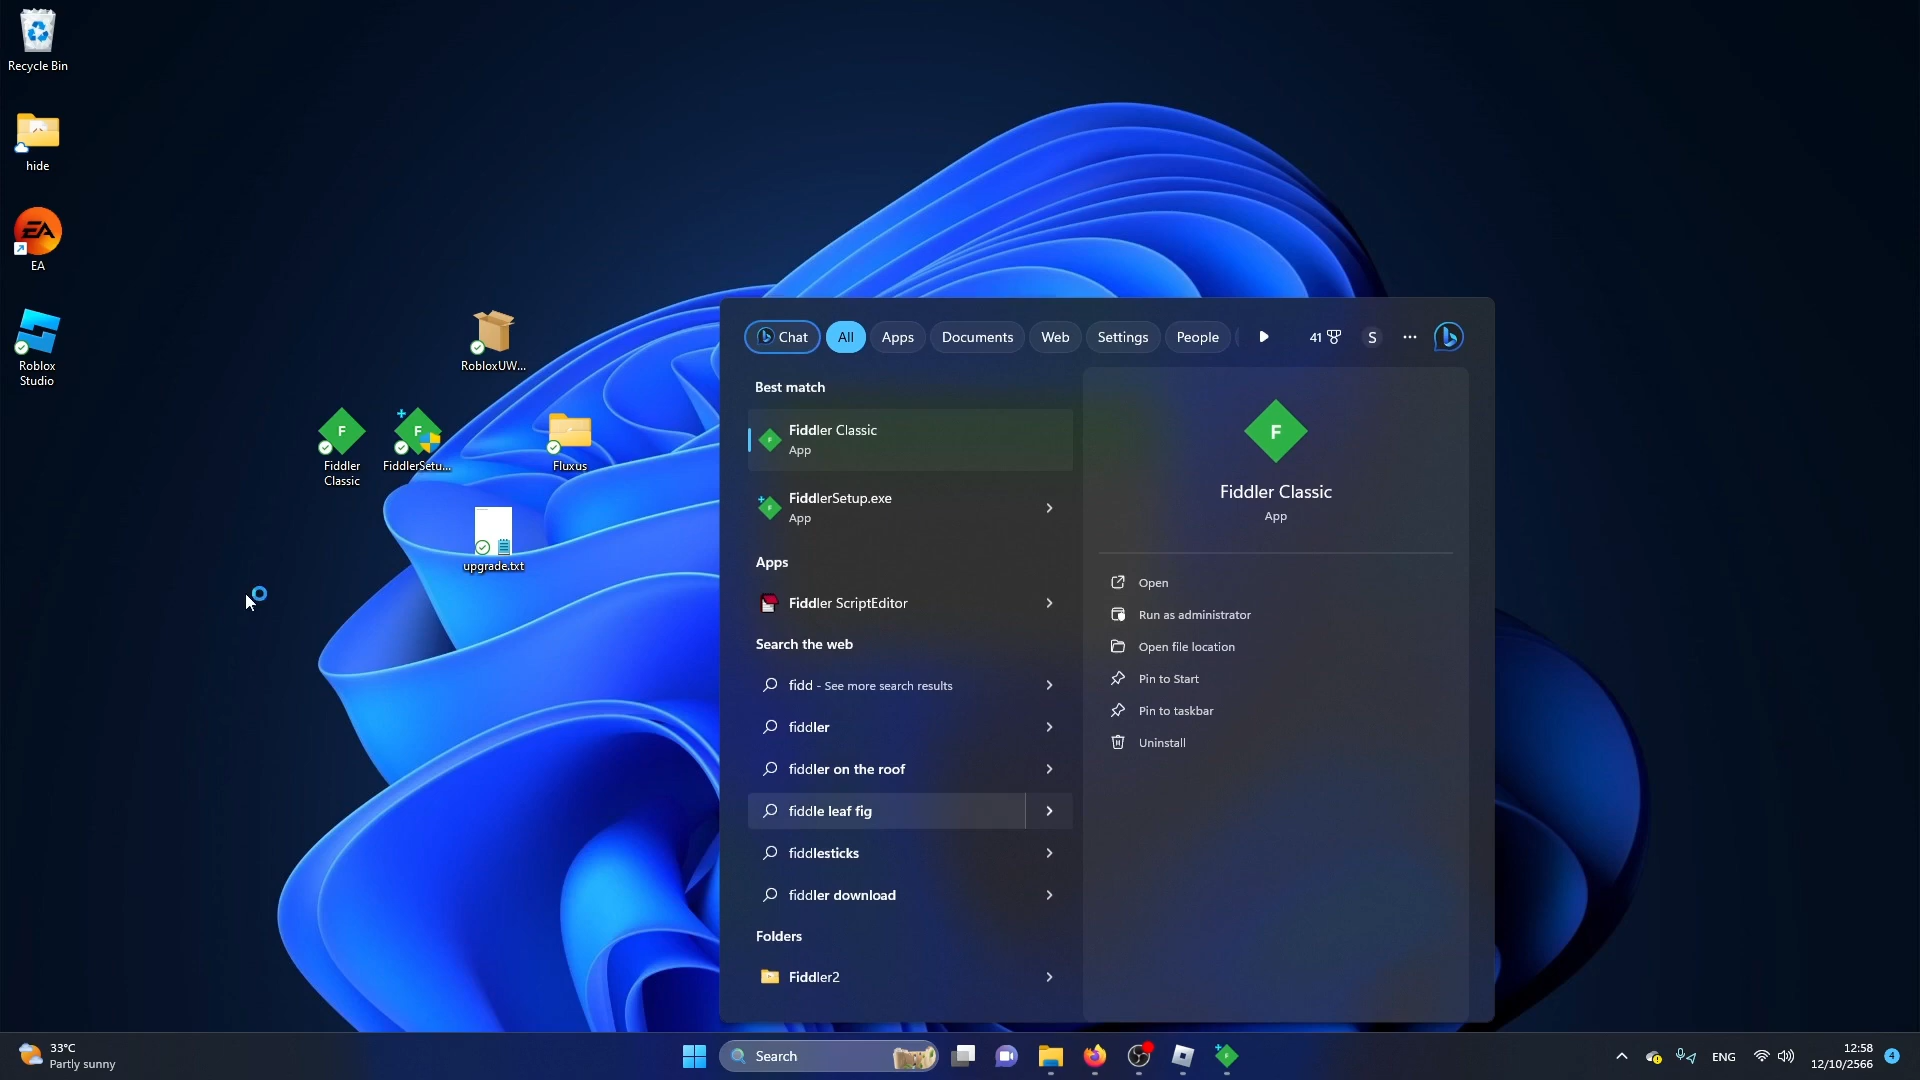 Recycle Bin
hide
EA
Roblox
Studio
RobloxUW...
Fiddler
Classic
FiddlerSetu...
Fluxus
upgrade.txt
Chat
All
Apps
Documents
Web
Settings
People
41
S
Best match
Fiddler Classic
App
FiddlerSetup.exe
App
Apps
Fiddler ScriptEditor
Search the web
fidd - See more search results
fiddler
fiddler on the roof
fiddle leaf fig
fiddlesticks
fiddler download
Folders
Fiddler2
F
Fiddler Classic
App
Open
Run as administrator
Open file location
Pin to Start
Pin to taskbar
Uninstall
33°C
Partly sunny
Search
ENG
12:58
12/10/2566
4